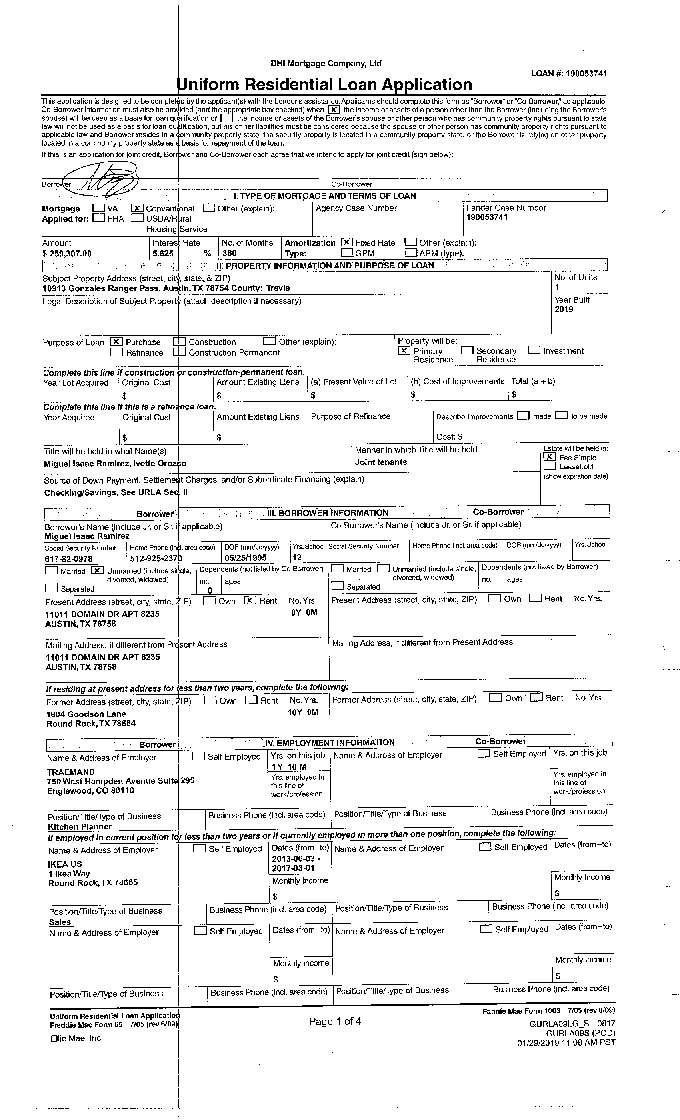 DHI Mortgage Company, Ltd
LOAN #: 190053741
Uniform Residential Loan Application
This application is designed to be completed by the applicant(s) with the Lender's assistance. Applicants should complete this form as "Borrower" or "Co-Borrower," as applicable.
Co-Borrower information must also be provided (and the appropriate box checked) when [X] the income or assets of a person other than the Borrower (including the Borrower's
spouse) will be used as a basis for loan qualification or [ ] the income or assets of the Borrower's spouse or other person who has community property rights pursuant to state
law will not be used as a basis for loan qualification, but his or her liabilities must be considered because the spouse or other person has community property rights pursuant to
applicable law and Borrower resides in a community property state, the security property is located in a community property state, or the Borrower is relying on other property
located in a community property state as a basis for repayment of the loan.
If this is an application for joint credit, Borrower and Co-Borrower each agree that we intend to apply for joint credit (sign below):
Borrower Co-Borrower
I. TYPE OF MORTGAGE AND TERMS OF LOAN
Mortgage [ ] VA [X] Conventional [ ] Other (explain): Agency Case Number Lender Case Number
Applied for: [ ] FHA [ ] USDA/Rural 190053741
Housing Service
Amount Interest Rate No. of Months Amortization [X] Fixed Rate [ ] Other (explain):
5.625 % 360 Type: [ ] GPM [ ] ARM (type):
II. PROPERTY INFORMATION AND PURPOSE OF LOAN
Subject Property Address (street, city, state, & ZIP) No. of Units
10913 Gonzales Ranger Pass, Austin, TX 78754 County: Travis 1
Legal Description of Subject Property (attach description if necessary) Year Built
2019
Purpose of Loan [X] Purchase [ ] Construction [ ] Other (explain): Property will be:
[ ] Refinance [ ] Construction-Permanent [X] Primary Residence [ ] Secondary Residence [ ] Investment
Complete this line if construction or construction-permanent loan.
Year Lot Acquired Original Cost Amount Existing Liens (a) Present Value of Lot (b) Cost of Improvements Total (a + b)
$ $ $ $ $
Complete this line if this is a refinance loan.
Year Acquired Original Cost Amount Existing Liens Purpose of Refinance Describe Improvements [ ] made [ ] to be made
$ $ Cost: $
Title will be held in what Name(s) Manner in which Title will be held Estate will be held in:
Miguel Isaac Ramirez, Ivette Orozco Joint tenants [X] Fee Simple
[ ] Leasehold
Source of Down Payment, Settlement Charges, and/or Subordinate Financing (explain) (show expiration date)
Checking/Savings, See URLA Sec. II
Borrower III. BORROWER INFORMATION Co-Borrower
Borrower's Name (include Jr. or Sr. if applicable) Co-Borrower's Name (include Jr. or Sr. if applicable)
Miguel Isaac Ramirez
Social Security Number Home Phone (incl. area code) DOB (mm/dd/yyyy) Yrs. School Social Security Number Home Phone (incl. area code) DOB (mm/dd/yyyy) Yrs. School
512-925-2370 12
[ ] Married [X] Unmarried (include single, divorced, widowed) Dependents (not listed by Co-Borrower) [ ] Married [ ] Unmarried (include single, divorced, widowed) Dependents (not listed by Borrower)
[ ] Separated no. 0 ages [ ] Separated no. ages
Present Address (street, city, state, ZIP) [ ] Own [X] Rent No. Yrs. Present Address (street, city, state, ZIP) [ ] Own [ ] Rent No. Yrs.
11011 DOMAIN DR APT 8235 0Y 0M
AUSTIN, TX 78758
Mailing Address, if different from Present Address Mailing Address, if different from Present Address
11011 DOMAIN DR APT 8235
AUSTIN, TX 78758
If residing at present address for less than two years, complete the following:
Former Address (street, city, state, ZIP) [ ] Own [ ] Rent No. Yrs. Former Address (street, city, state, ZIP) [ ] Own [ ] Rent No. Yrs.
1904 Goodson Lane 10Y 0M
Round Rock, TX 78664
Borrower IV. EMPLOYMENT INFORMATION Co-Borrower
Name & Address of Employer [ ] Self Employed Yrs. on this job Name & Address of Employer [ ] Self Employed Yrs. on this job
TRAEMAND 1Y 10 M
750 West Hampden Avenue Suite 295 Yrs. employed in this line of work/profession Yrs. employed in this line of work/profession
Englewood, CO 80110
Position/Title/Type of Business Business Phone (incl. area code) Position/Title/Type of Business Business Phone (incl. area code)
Kitchen Planner
If employed in current position for less than two years or if currently employed in more than one position, complete the following:
Name & Address of Employer [ ] Self Employed Dates (from-to) Name & Address of Employer [ ] Self Employed Dates (from-to)
IKEA US 2017-03-01
1 Ikea Way
Round Rock, TX 78665 Monthly Income Monthly Income
$ $
Position/Title/Type of Business Business Phone (incl. area code) Position/Title/Type of Business Business Phone (incl. area code)
Sales
Name & Address of Employer [ ] Self Employed Dates (from-to) Name & Address of Employer [ ] Self Employed Dates (from-to)
Monthly Income Monthly Income
$ $
Position/Title/Type of Business Business Phone (incl. area code) Position/Title/Type of Business Business Phone (incl. area code)
Uniform Residential Loan Application Fannie Mae Form 1003 7/05 (rev 6/09)
Freddie Mac Form 65 7/05 (rev 6/09) Page 1 of 4 GURLA09LG_S 0617
Ellie Mae, Inc. GURLA09S (POD)
01/29/2019 11:08 AM PST